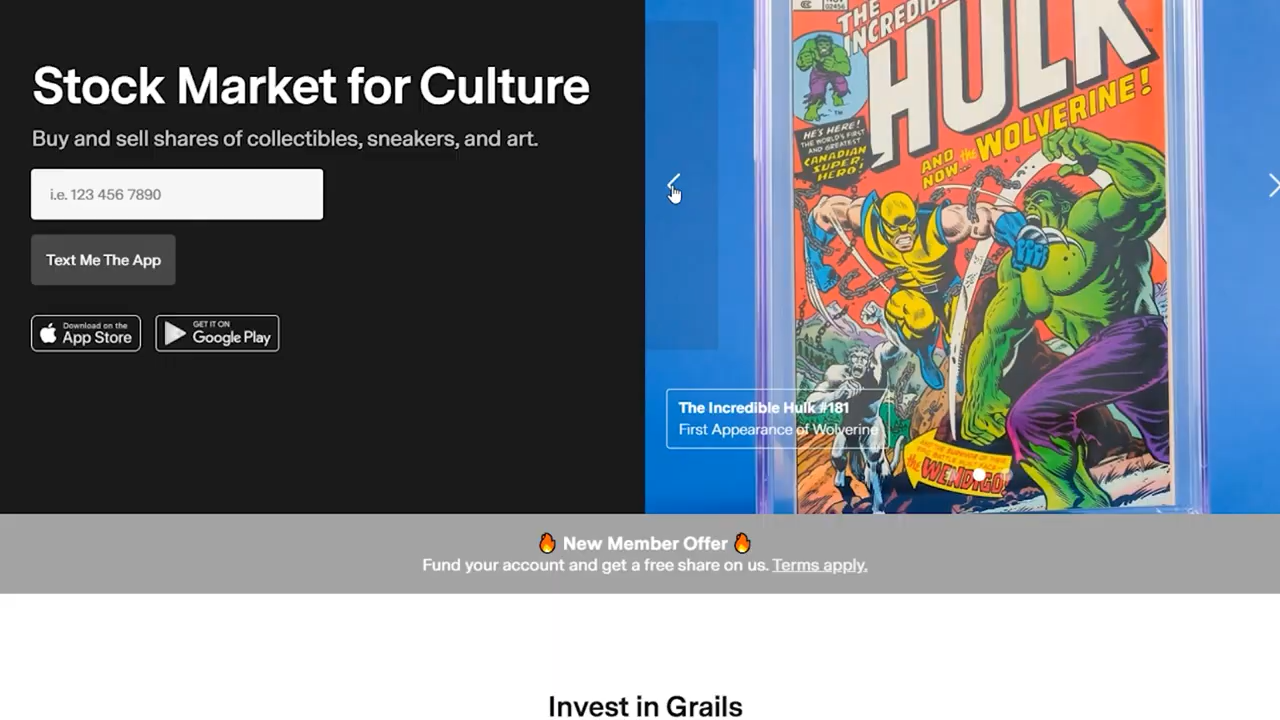 Stock Market for Culture
Buy and sell shares of collectibles, sneakers, and art.
i.e. 123 456 7890
Text Me The App
Download on the
App Store
GET IT ON
Google Play
02456
THE
INCREDIBLE
HULK
™
AND
NOW... the WOLVERINE!
™
HE'S HERE!
THE WORLD'S FIRST
AND GREATEST
CANADIAN
SUPER-
HERO!
The Incredible Hulk #181
First Appearance of Wolverine
the WENDIGO!
🔥 New Member Offer 🔥
Fund your account and get a free share on us. Terms apply.
Invest in Grails